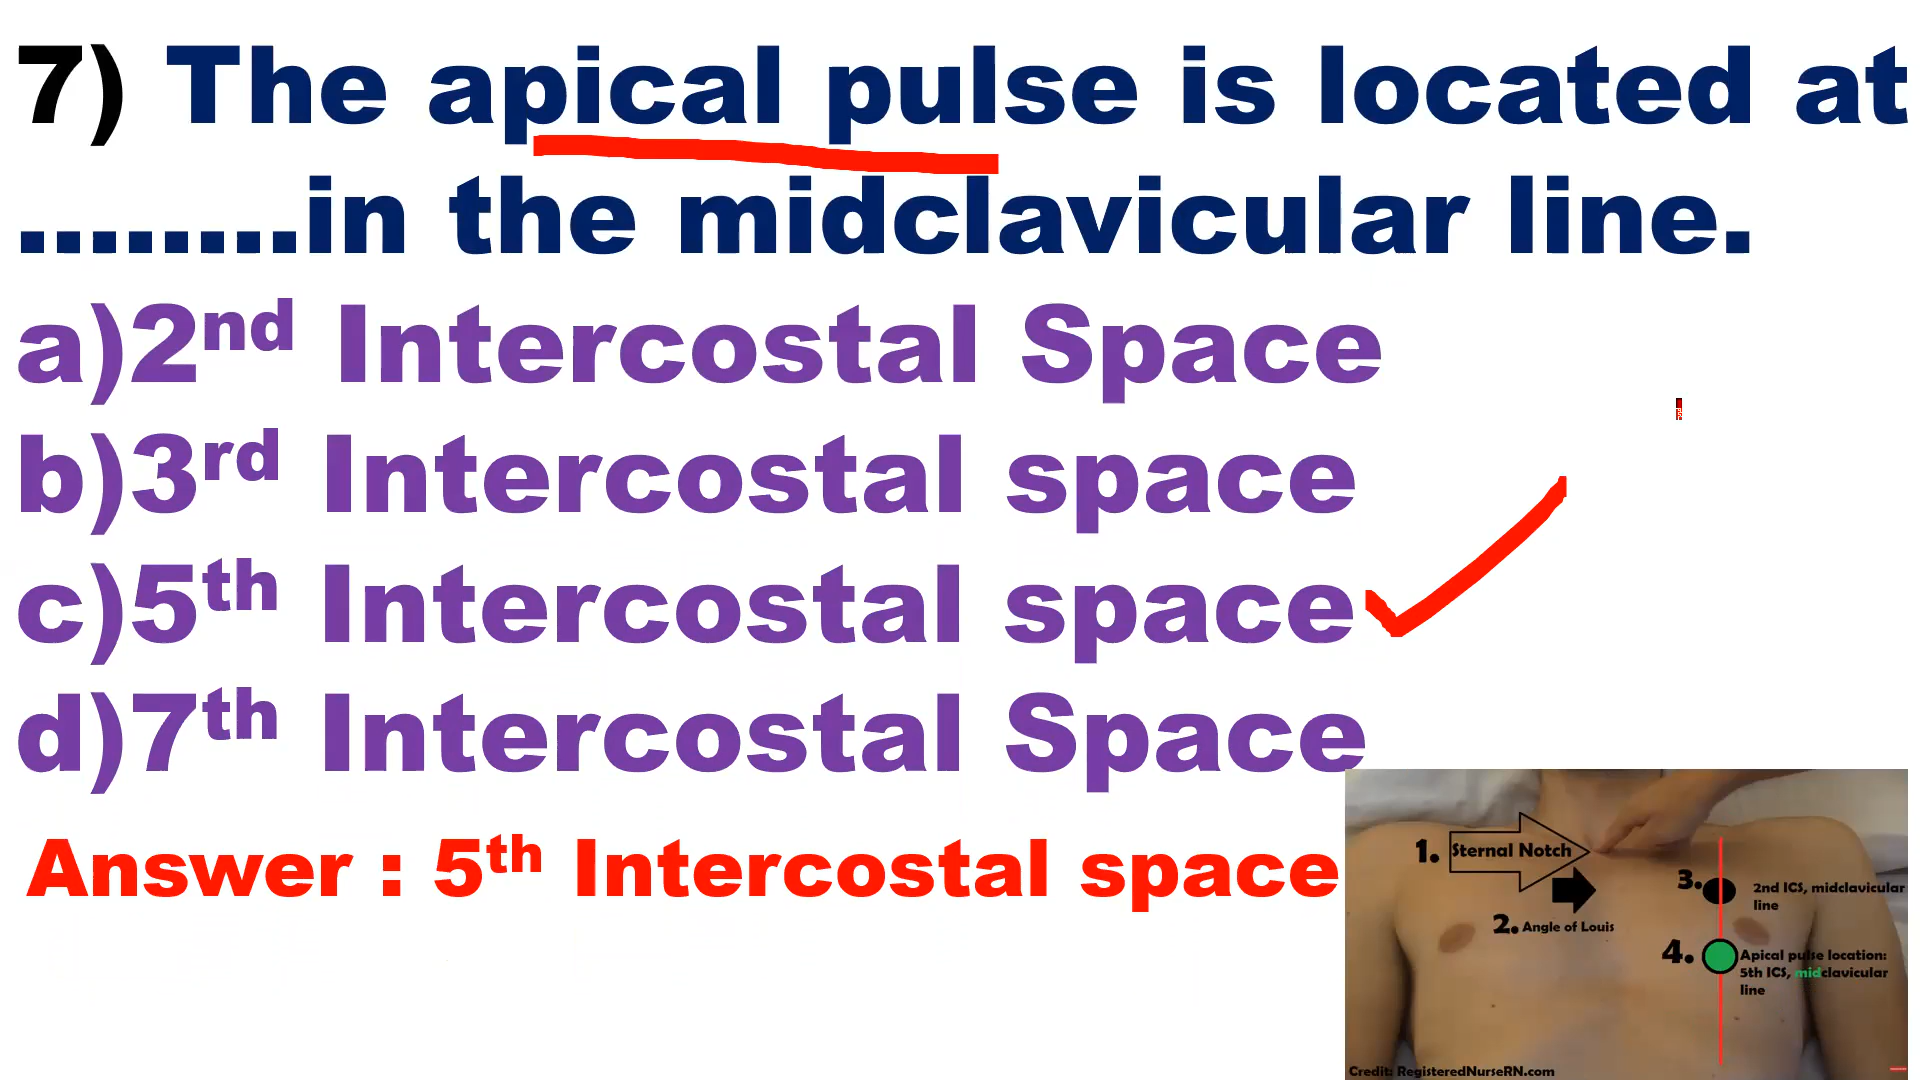 7) The apical pulse is located at
........in the midclavicular line.
a)2nd Intercostal Space
b)3rd Intercostal space
c)5th Intercostal space
d)7th Intercostal Space
Answer : 5th Intercostal space
1. Sternal Notch
2. Angle of Louis
3. 2nd ICS, midclavicular
line
4. Apical pulse location:
5th ICS, midclavicular
line
Credit: RegisteredNurseRN.com